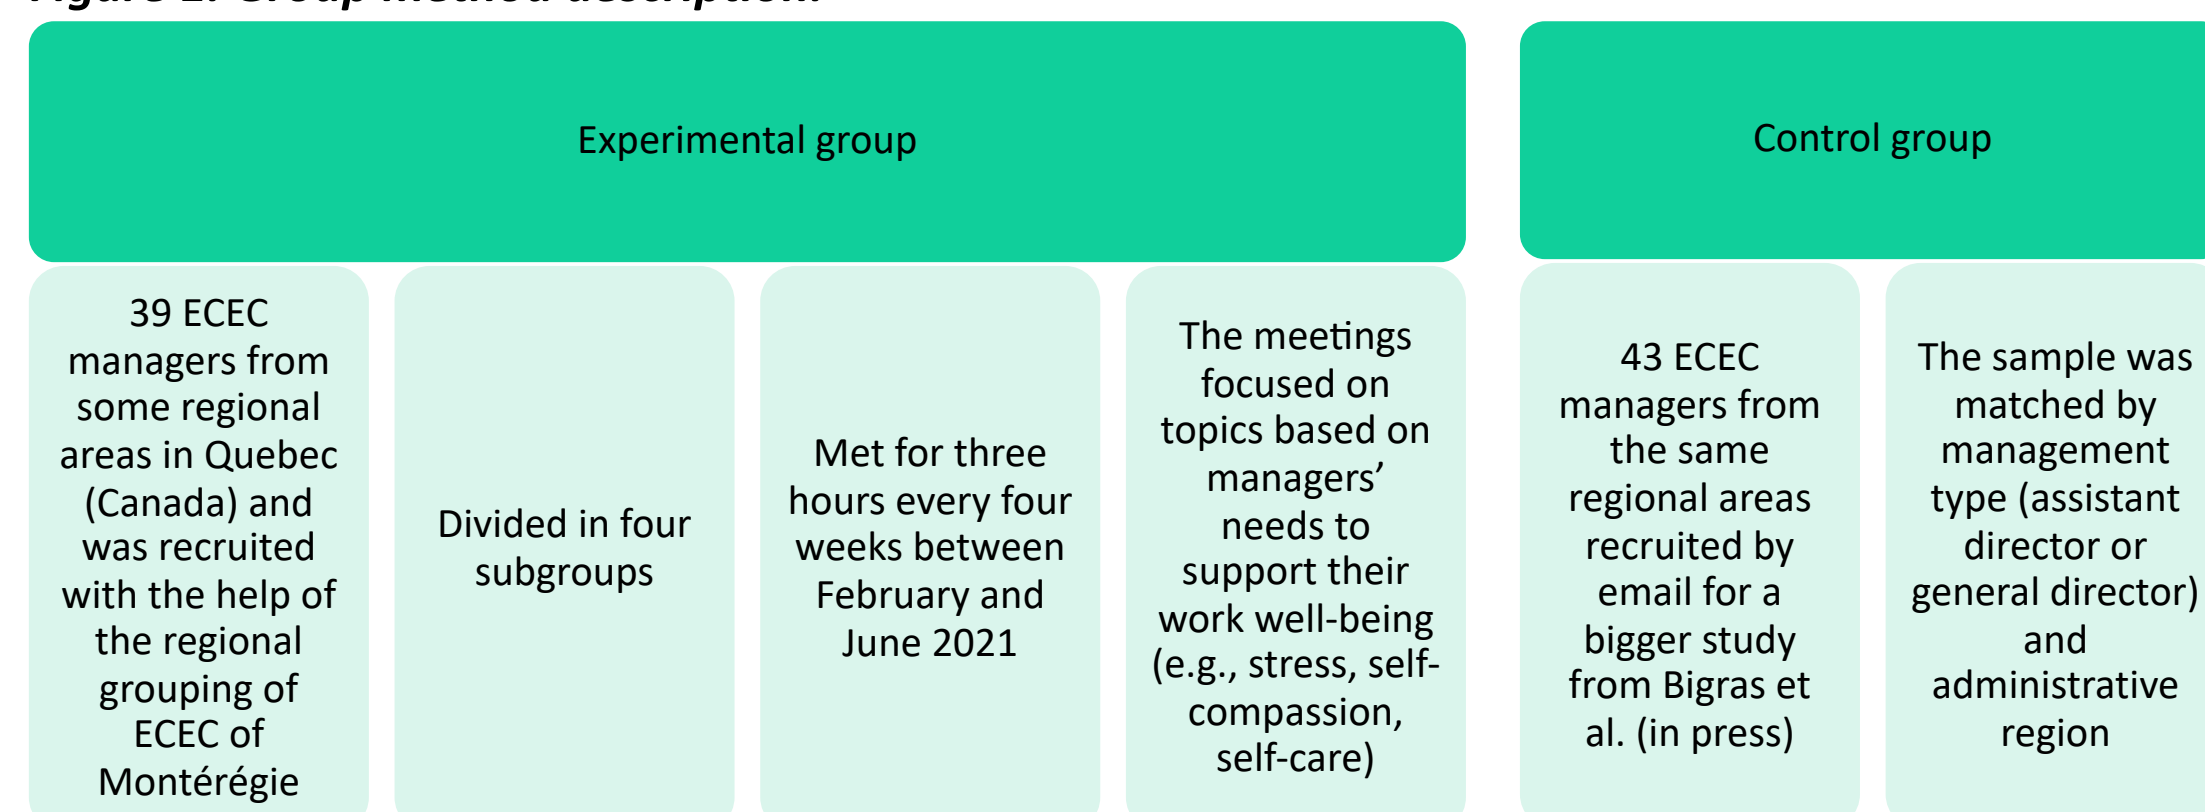 Experimental group
39 ECEC
managers from
some regional
areas in Quebec
(Canada) and
was recruited
with the help of
the regional
grouping of
ECEC of
Montérégie
Divided in four
subgroups
Met for three
hours every four
weeks between
February and
June 2021
The meetings
focused on
topics based on
managers’
needs to
support their
work well-being
(e.g., stress, self-
compassion,
self-care)
Control group
43 ECEC
managers from
the same
regional areas
recruited by
email for a
bigger study
from Bigras et
al. (in press)
The sample was
matched by
management
type (assistant
director or
general director)
and
administrative
region